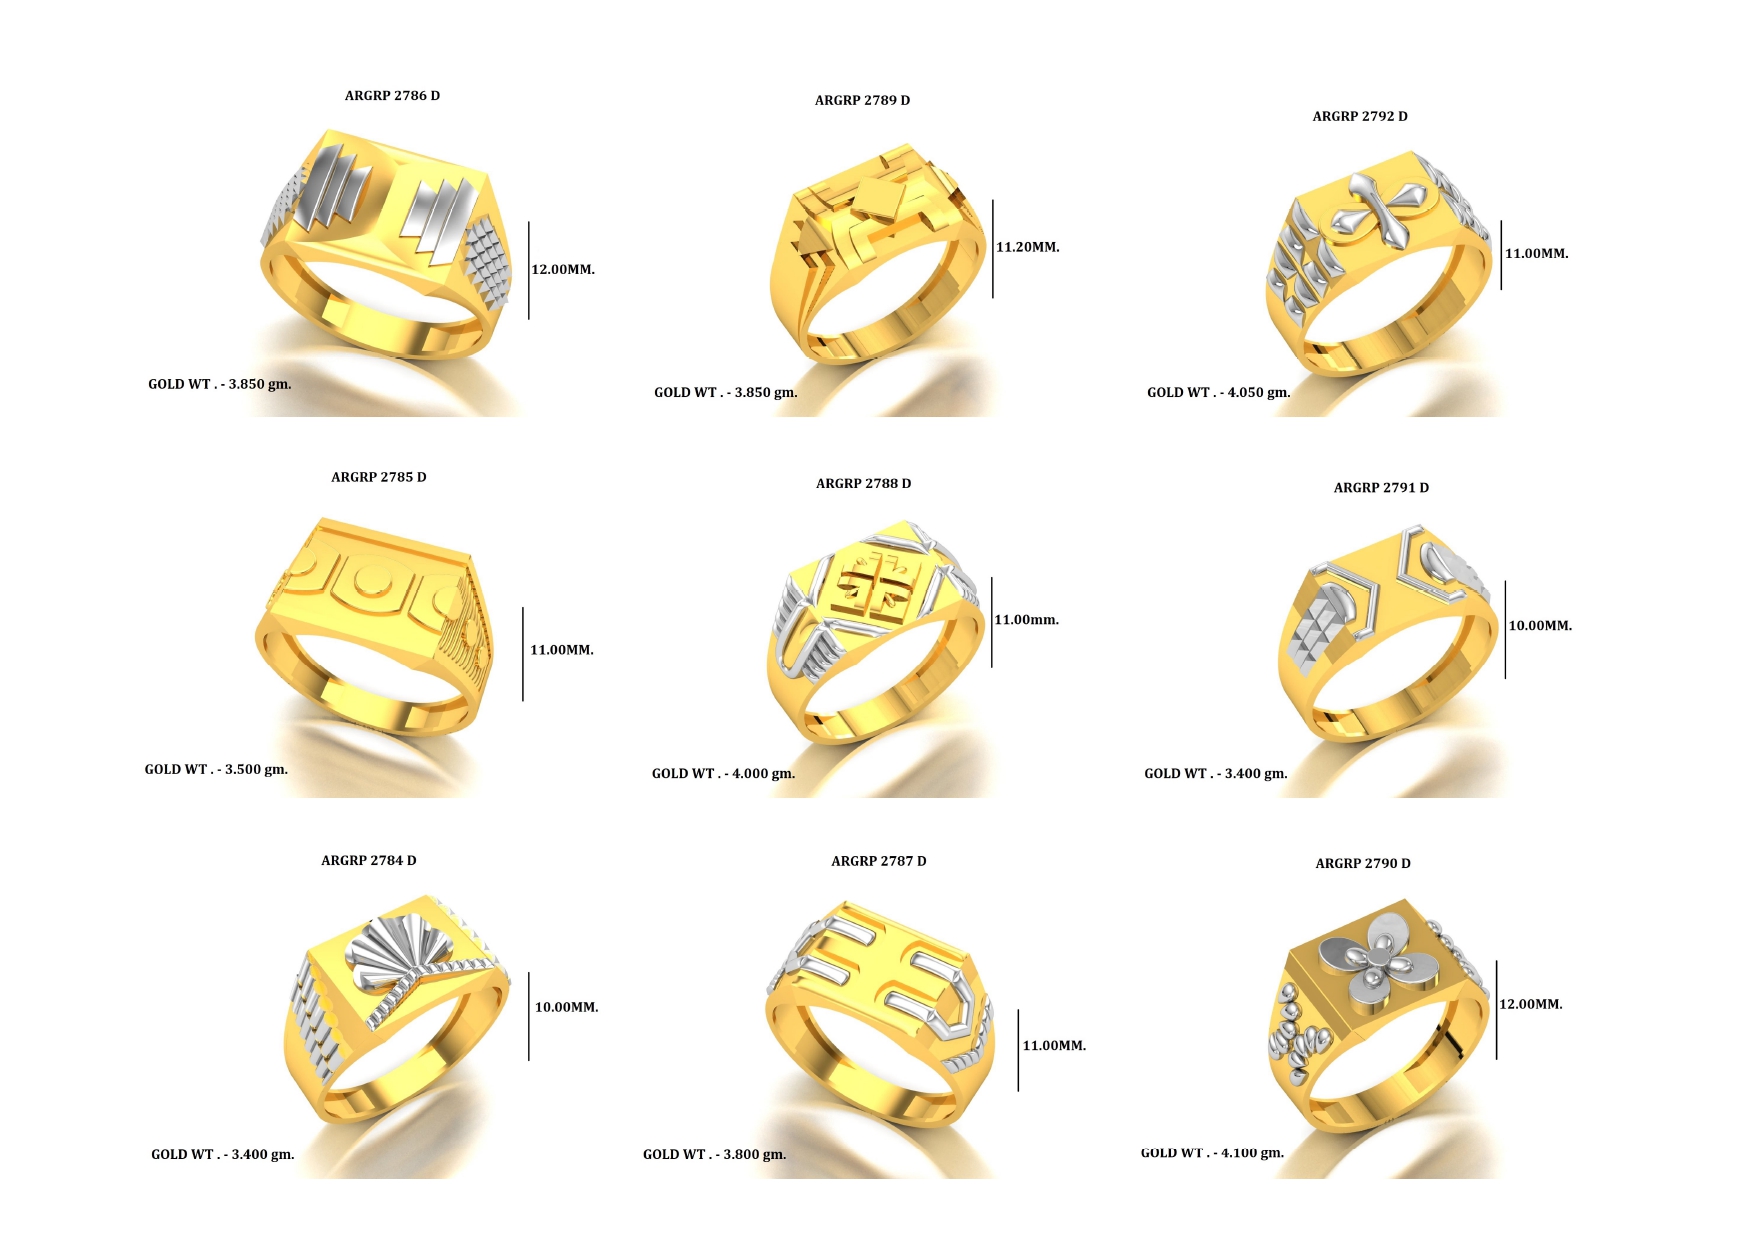 ARGRP 2786 D
12.00MM.
GOLD WT . - 3.850 gm.
ARGRP 2789 D
11.20MM.
GOLD WT . - 3.850 gm.
ARGRP 2792 D
11.00MM.
GOLD WT . - 4.050 gm.
ARGRP 2785 D
11.00MM.
GOLD WT . - 3.500 gm.
ARGRP 2788 D
11.00mm.
GOLD WT . - 4.000 gm.
ARGRP 2791 D
10.00MM.
GOLD WT . - 3.400 gm.
ARGRP 2784 D
10.00MM.
GOLD WT . - 3.400 gm.
ARGRP 2787 D
11.00MM.
GOLD WT . - 3.800 gm.
ARGRP 2790 D
12.00MM.
GOLD WT . - 4.100 gm.